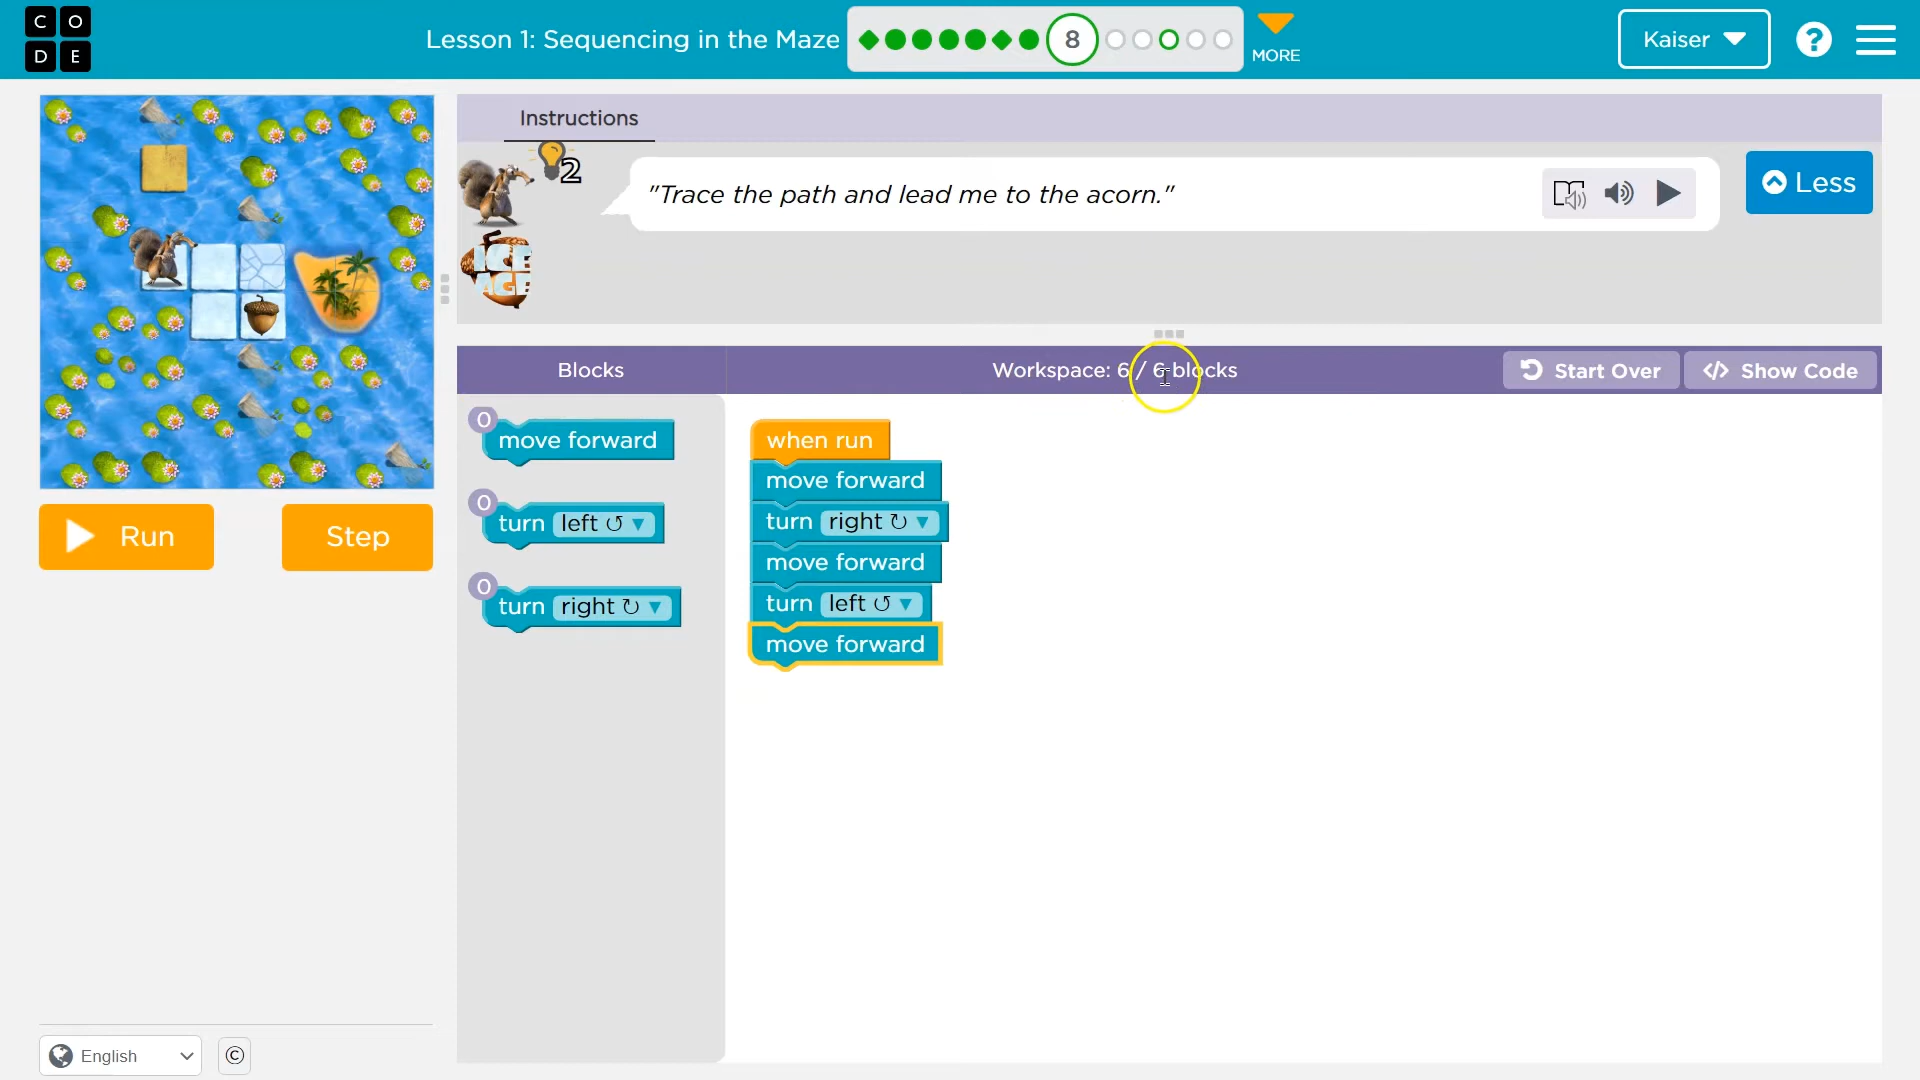 C O
D E
Lesson 1: Sequencing in the Maze
8
MORE
Kaiser
?
Instructions
2
"Trace the path and lead me to the acorn."
Less
ICE
AGE
Blocks
Workspace: 6 / 6 blocks
Start Over
</> Show Code
0
move forward
0
turn left ↺ ▼
0
turn right ↻ ▼
when run
move forward
turn right ↻ ▼
move forward
turn left ↺ ▼
move forward
Run
Step
English
©